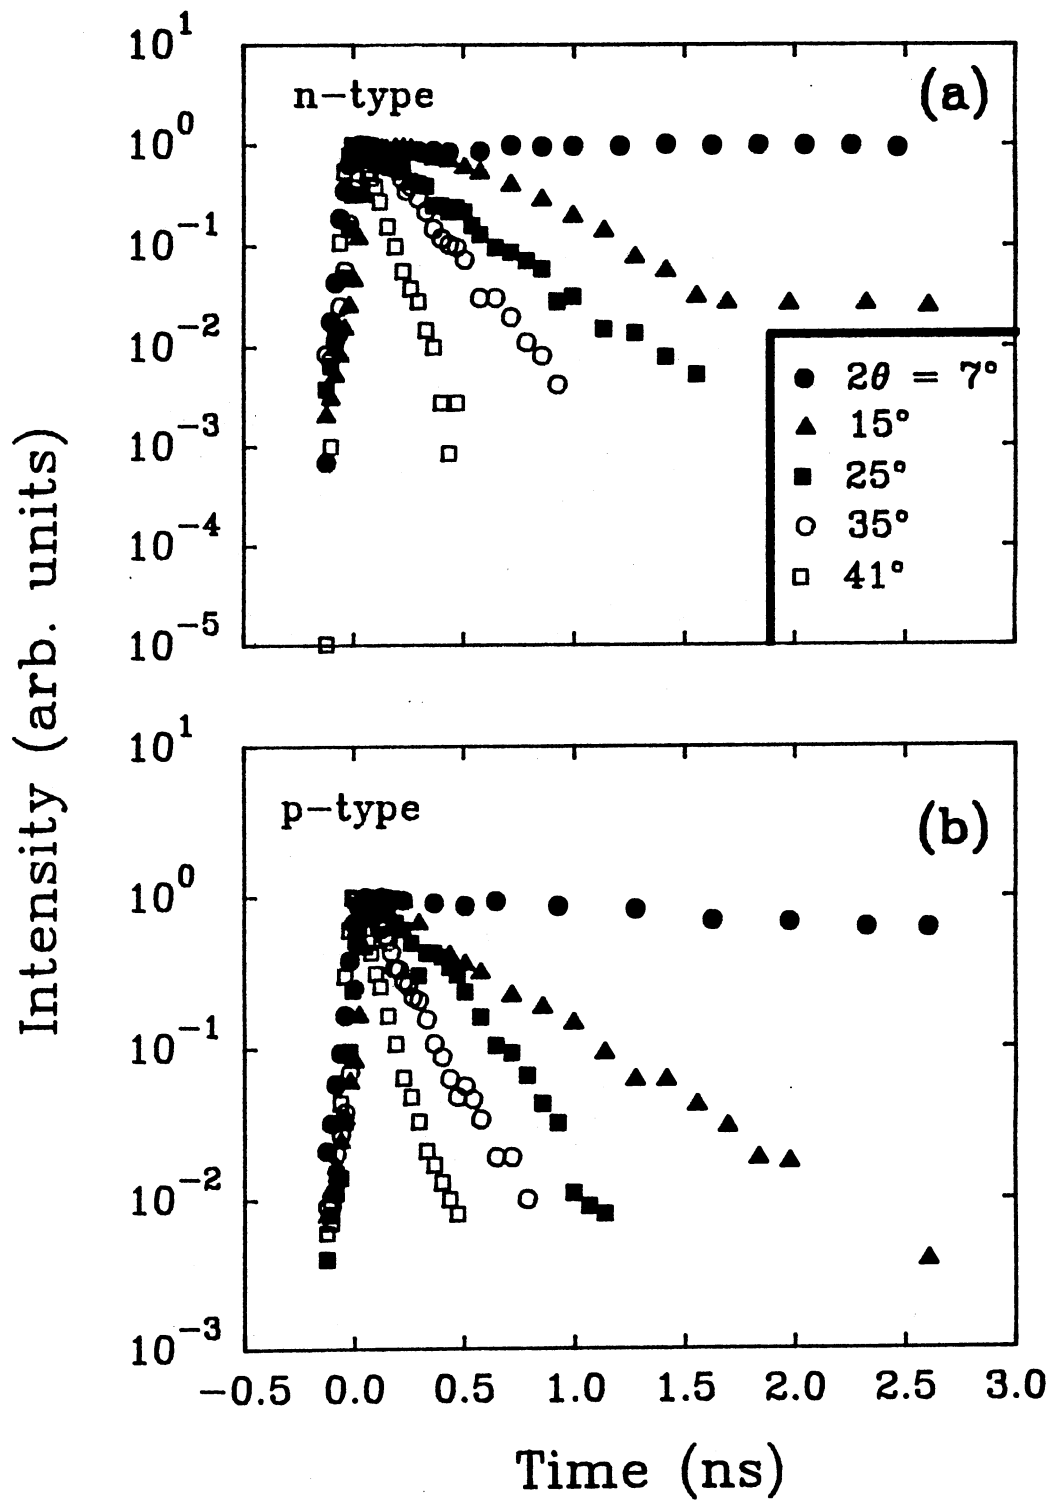 10^1
n-type
(a)
10^0
10^-1
10^-2
2θ = 7°
15°
10^-3
25°
35°
10^-4
41°
10^-5
Intensity (arb. units)
10^1
p-type
(b)
10^0
10^-1
10^-2
10^-3
-0.5 0.0 0.5 1.0 1.5 2.0 2.5 3.0
Time (ns)